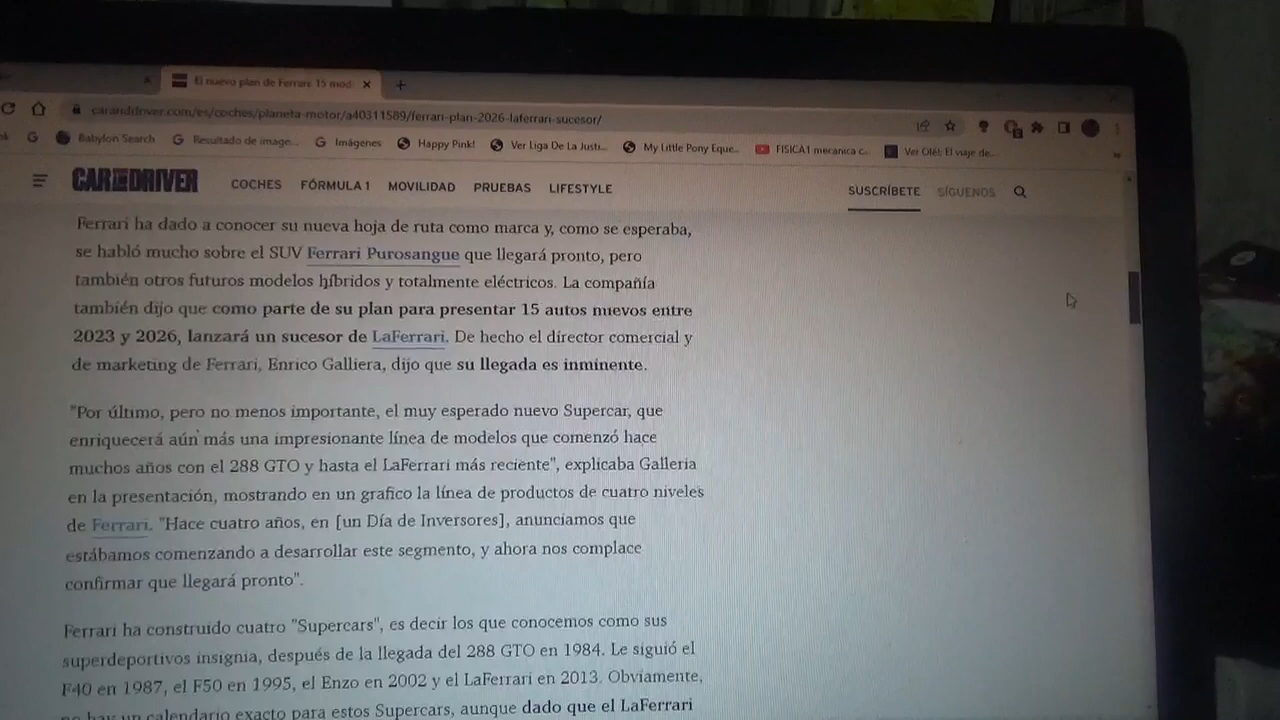 El nuevo plan de Ferrari: 15 mod
caranddriver.com/es/coches/planeta-motor/a40311589/ferrari-plan-2026-laferrari-sucesor/
Babylon Search Resultado de image... Imágenes Happy Pink! Ver Liga De La Justi... My Little Pony Eque... FISICA1 mecanica c... Ver Olé!, El viaje de...
CAR AND DRIVER COCHES FÓRMULA 1 MOVILIDAD PRUEBAS LIFESTYLE SUSCRÍBETE SÍGUENOS
Ferrari ha dado a conocer su nueva hoja de ruta como marca y, como se esperaba,
se habló mucho sobre el SUV Ferrari Purosangue que llegará pronto, pero
también otros futuros modelos híbridos y totalmente eléctricos. La compañía
también dijo que como parte de su plan para presentar 15 autos nuevos entre
2023 y 2026, lanzará un sucesor de LaFerrari. De hecho el director comercial y
de marketing de Ferrari, Enrico Galliera, dijo que su llegada es inminente.
"Por último, pero no menos importante, el muy esperado nuevo Supercar, que
enriquecerá aún más una impresionante línea de modelos que comenzó hace
muchos años con el 288 GTO y hasta el LaFerrari más reciente", explicaba Galleria
en la presentación, mostrando en un grafico la línea de productos de cuatro niveles
de Ferrari. "Hace cuatro años, en [un Día de Inversores], anunciamos que
estábamos comenzando a desarrollar este segmento, y ahora nos complace
confirmar que llegará pronto".
Ferrari ha construido cuatro "Supercars", es decir los que conocemos como sus
superdeportivos insignia, después de la llegada del 288 GTO en 1984. Le siguió el
F40 en 1987, el F50 en 1995, el Enzo en 2002 y el LaFerrari en 2013. Obviamente,
no hay un calendario exacto para estos Supercars, aunque dado que el LaFerrari